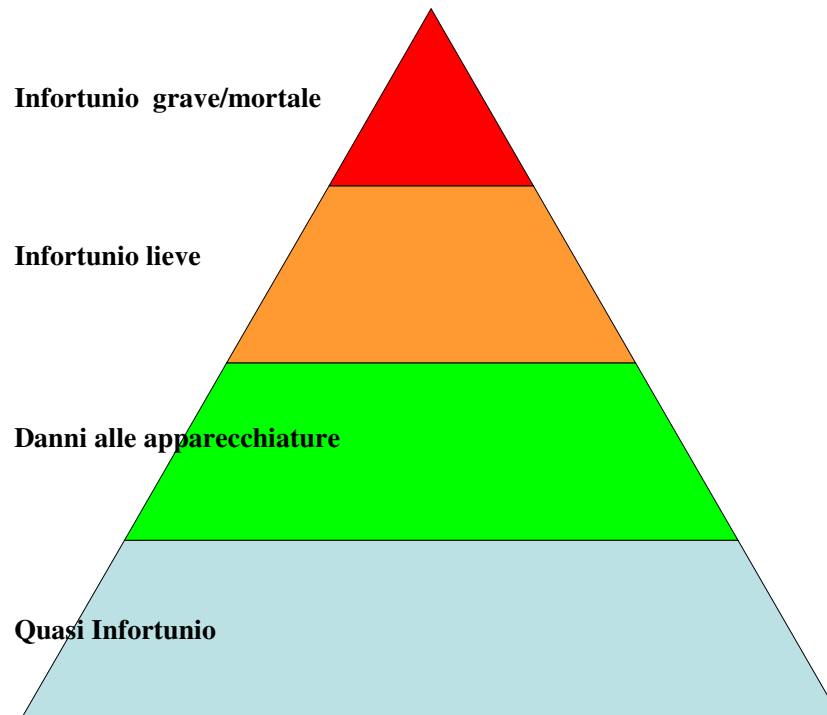 Infortunio grave/mortale
Infortunio lieve
Danni alle apparecchiature
Quasi Infortunio